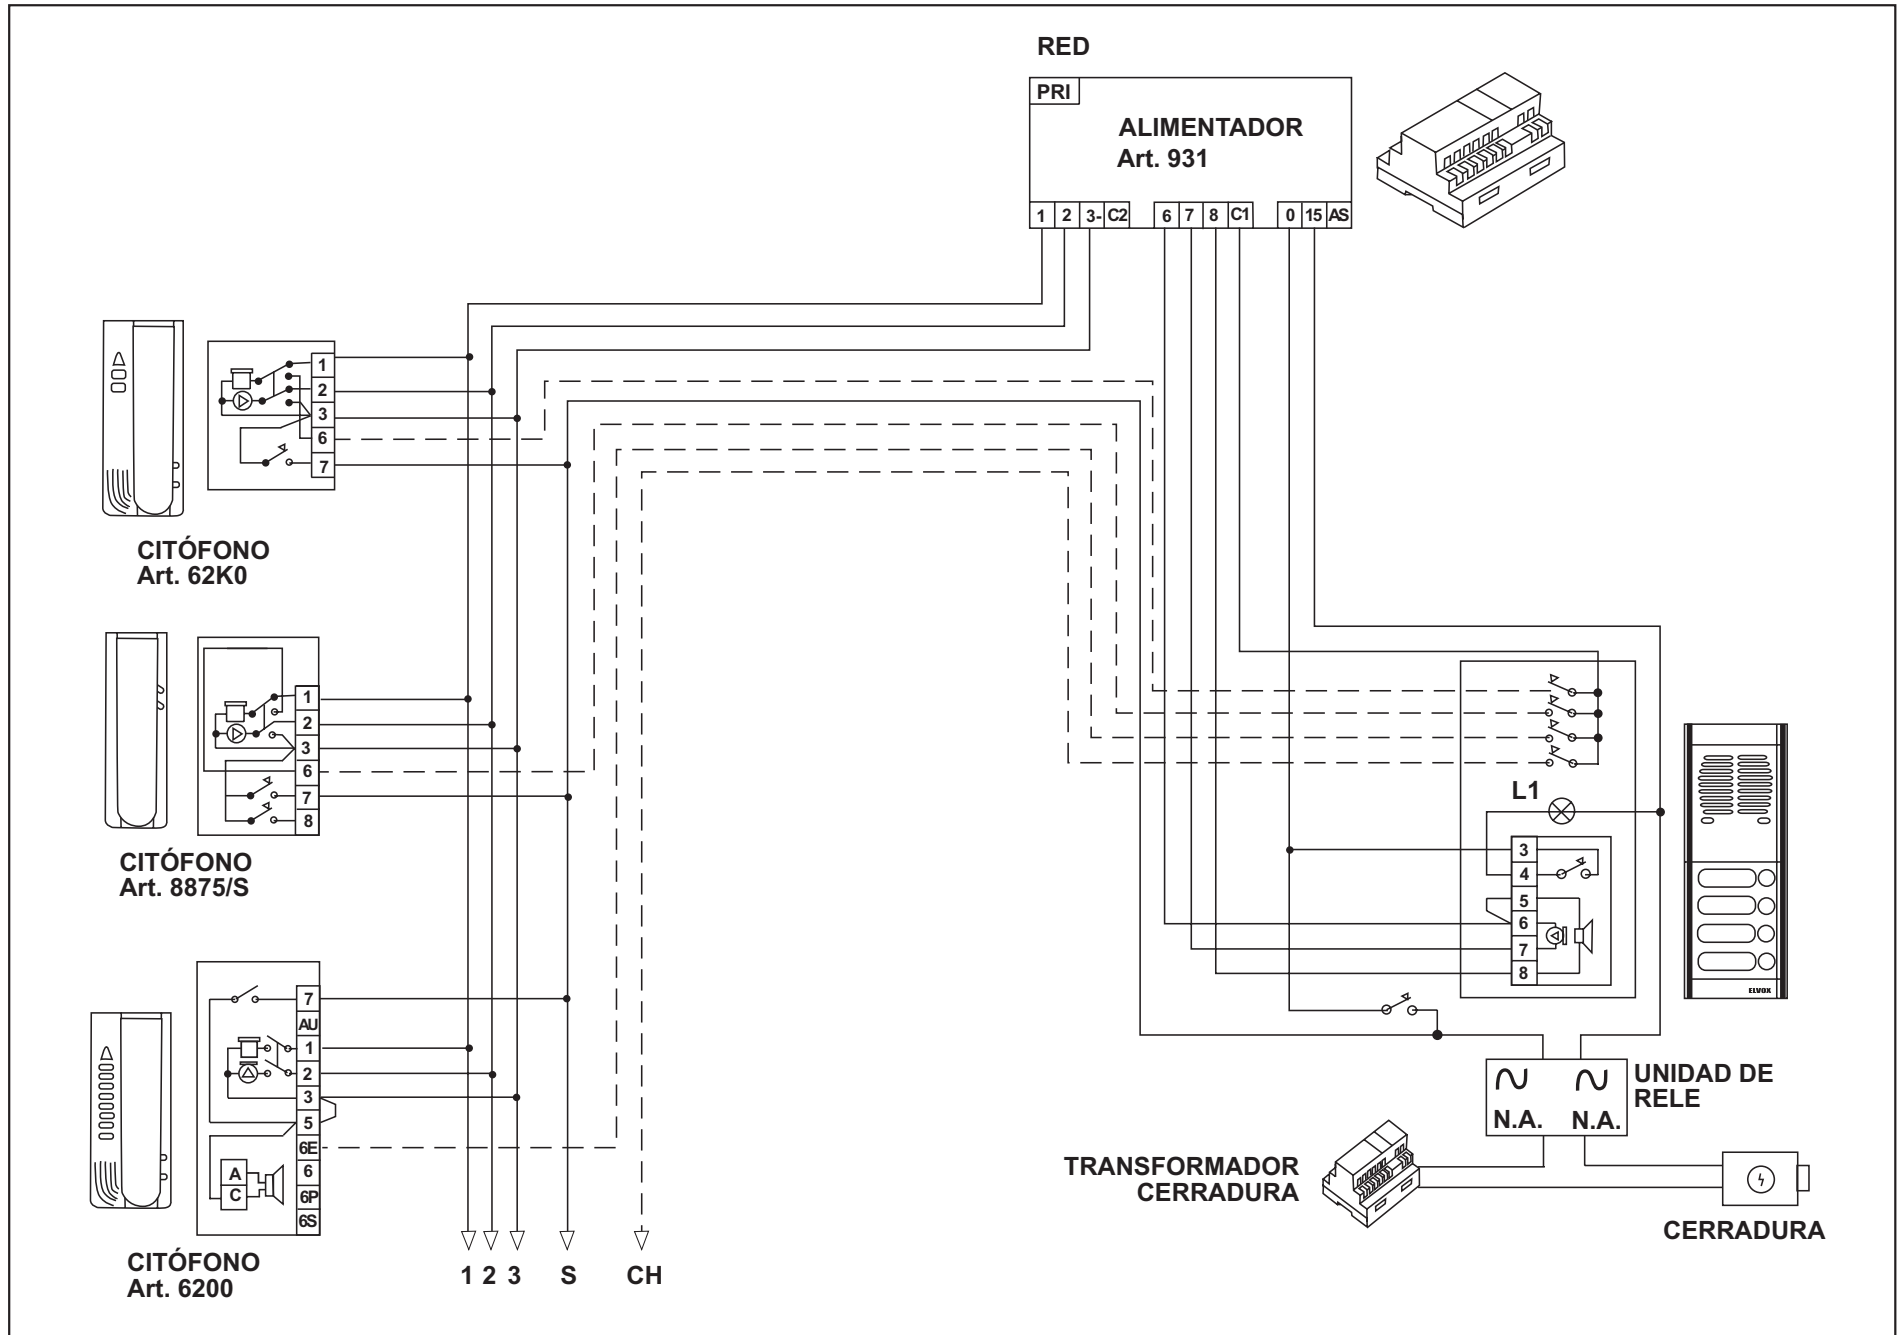 RED
PRI
ALIMENTADOR
Art. 931
1 2 3- C2 6 7 8 C1 0 15 AS
1
2
3
6
7
CITÓFONO
Art. 62K0
1
2
3
6
7
8
CITÓFONO
Art. 8875/S
7
AU
1
2
3
5
6E
6
6P
6S
A
C
CITÓFONO
Art. 6200
1 2 3 S CH
L1
3
4
5
6
7
8
ELVOX
UNIDAD DE
RELE
N.A. N.A.
TRANSFORMADOR
CERRADURA
CERRADURA